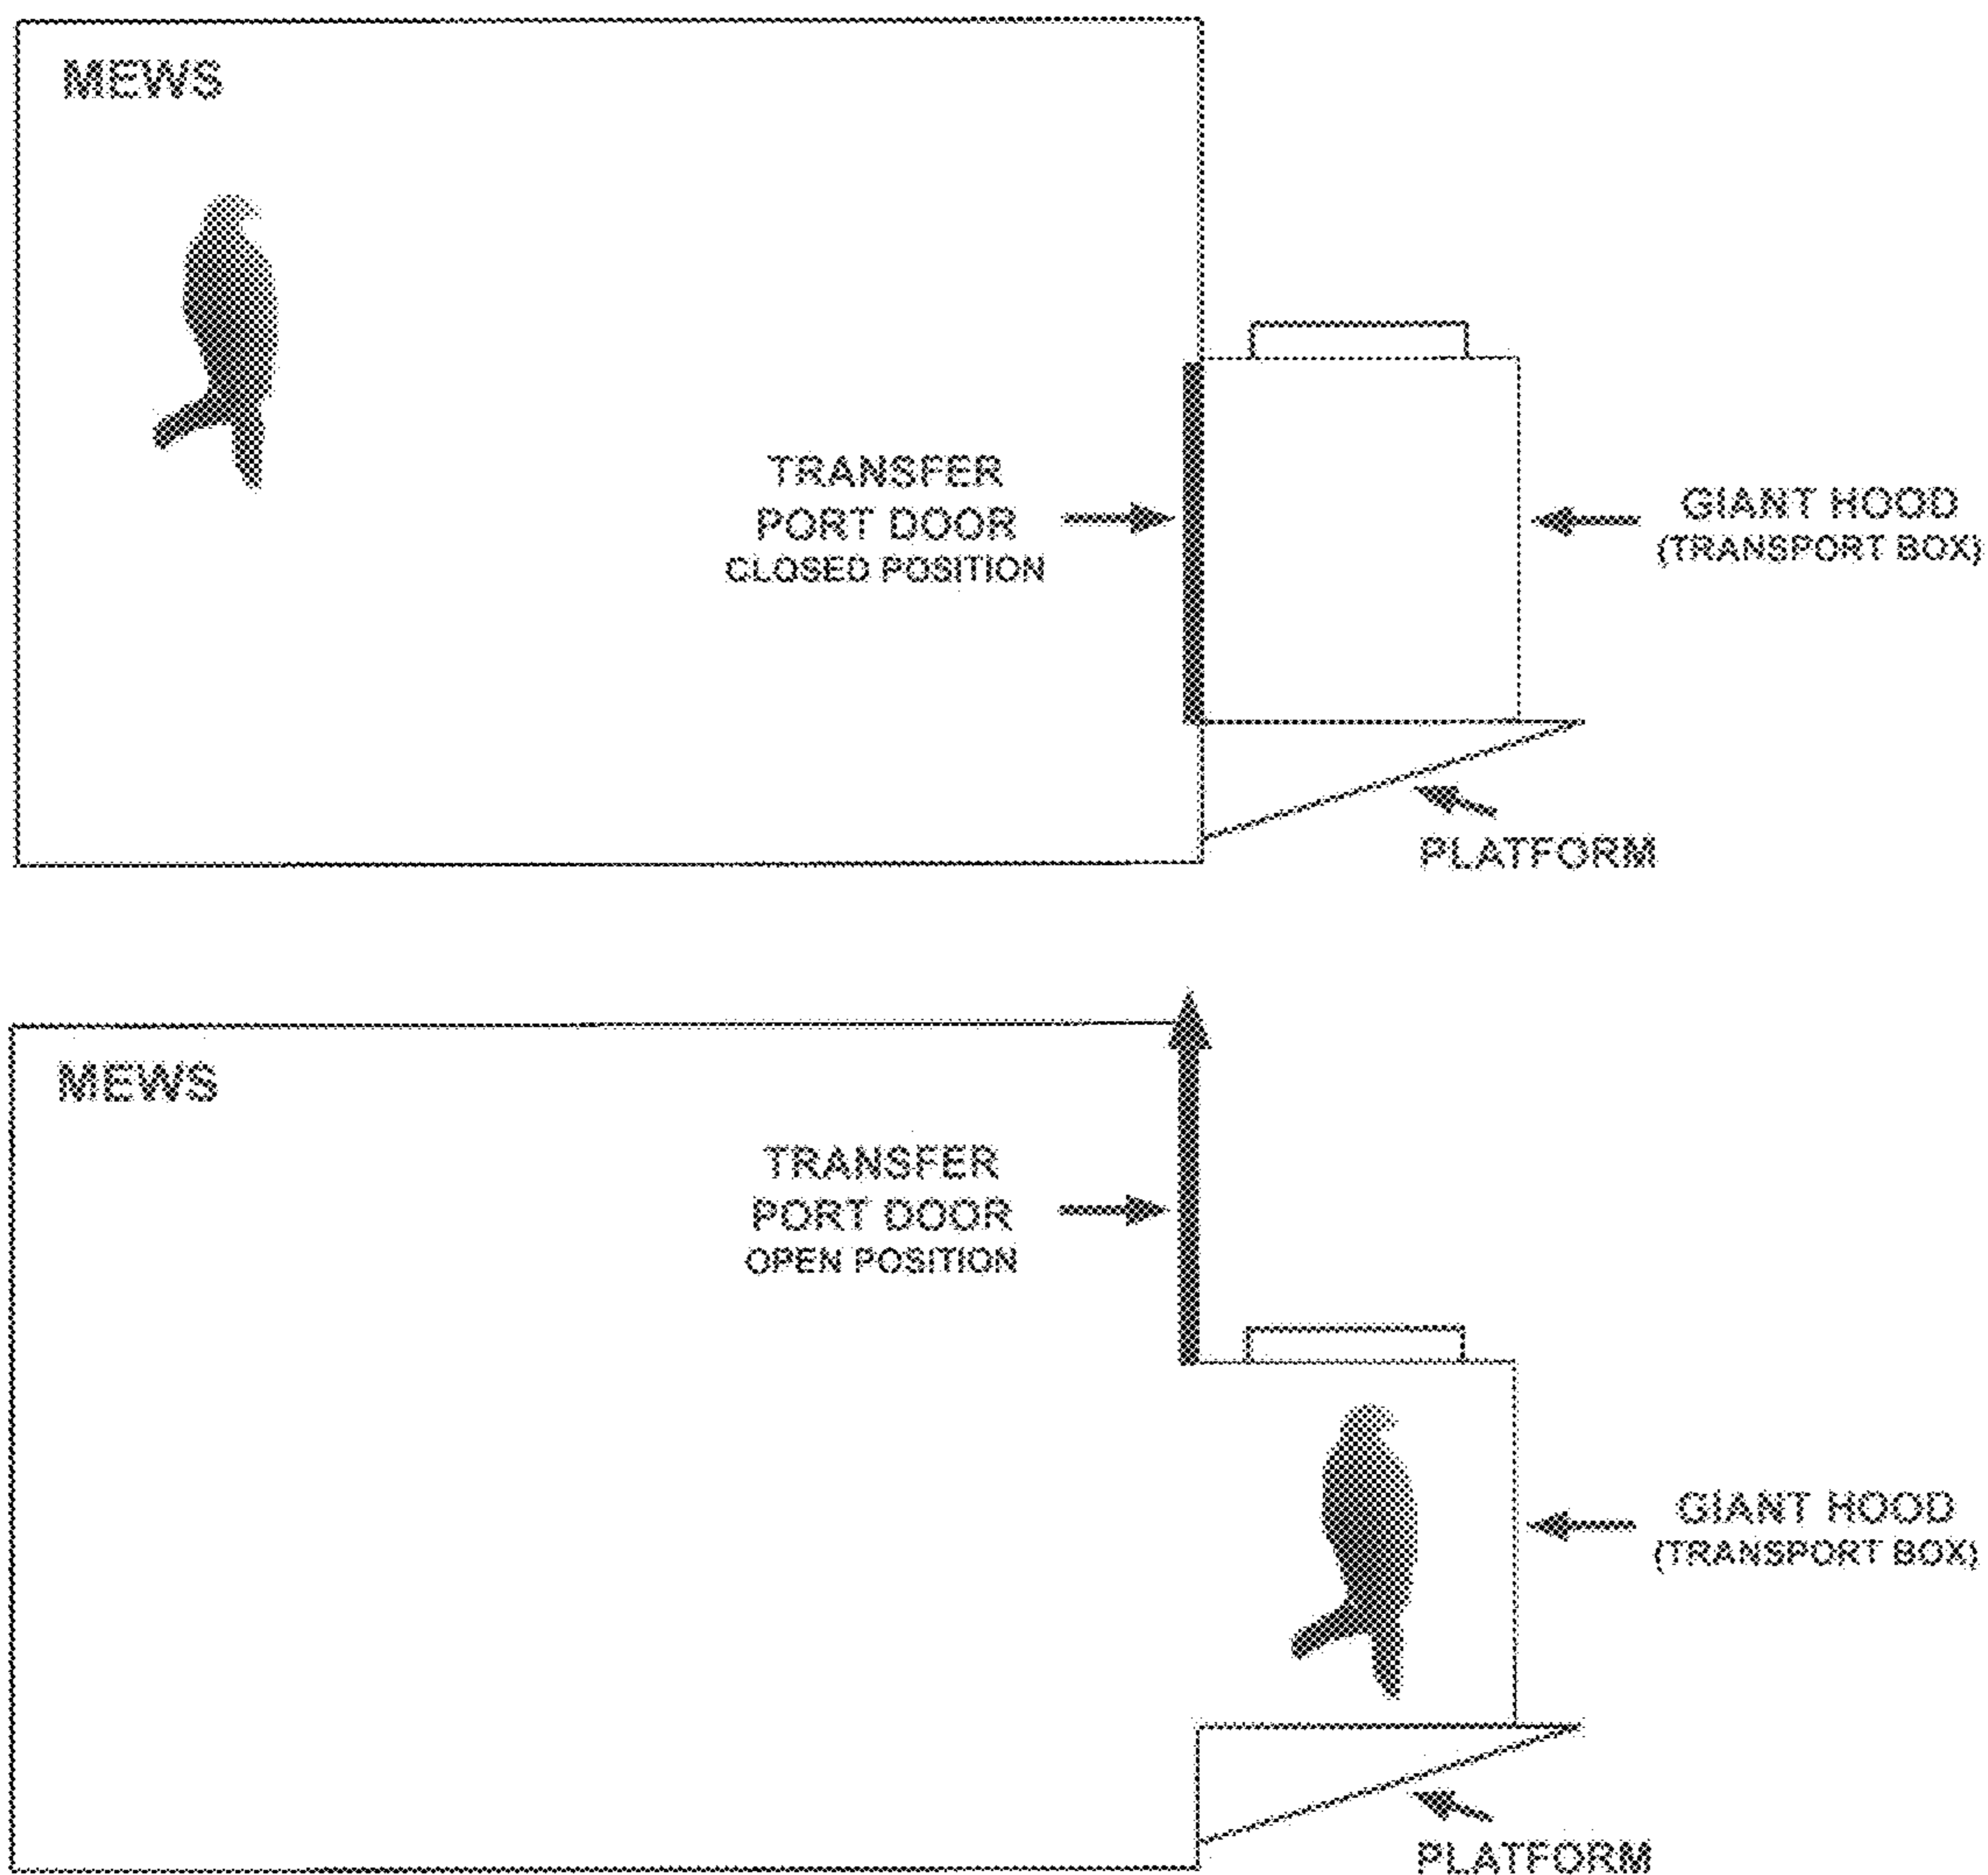 MEWS
TRANSFER
PORT DOOR
CLOSED POSITION
GIANT HOOD
(TRANSPORT BOX)
PLATFORM
MEWS
TRANSFER
PORT DOOR
OPEN POSITION
GIANT HOOD
(TRANSPORT BOX)
PLATFORM